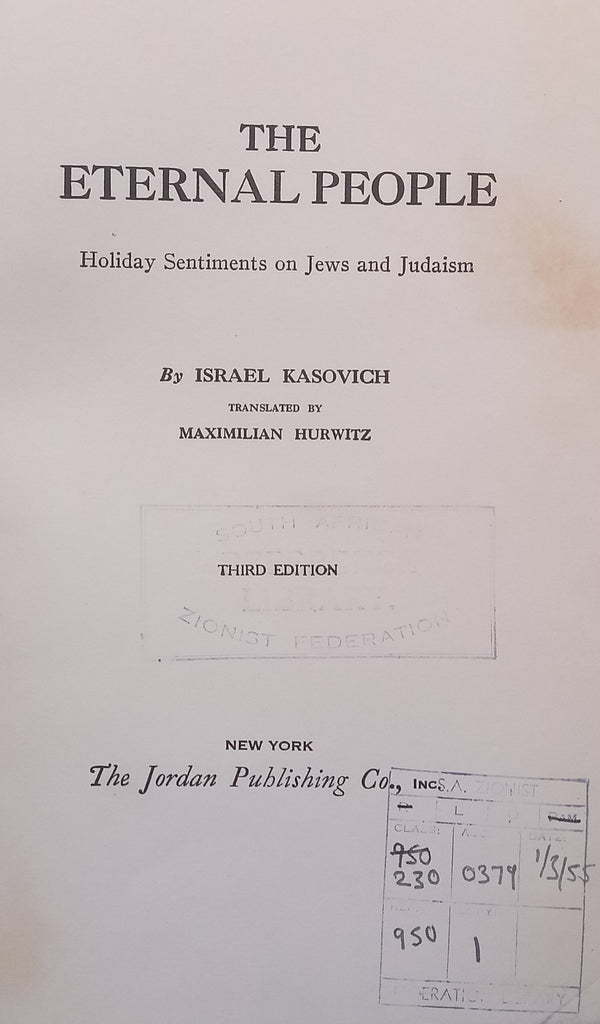 THE
ETERNAL PEOPLE
Holiday Sentiments on Jews and Judaism
By ISRAEL KASOVICH
TRANSLATED BY
MAXIMILIAN HURWITZ
SOUTH AFRICAN
THIRD EDITION
LIBRARY,
ZIONIST FEDERATION
NEW YORK
The Jordan Publishing Co., INC.
S.A. ZIONIST
CLASS: DATE:
950
230 0379 1/3/55
950 1
LIBRARY